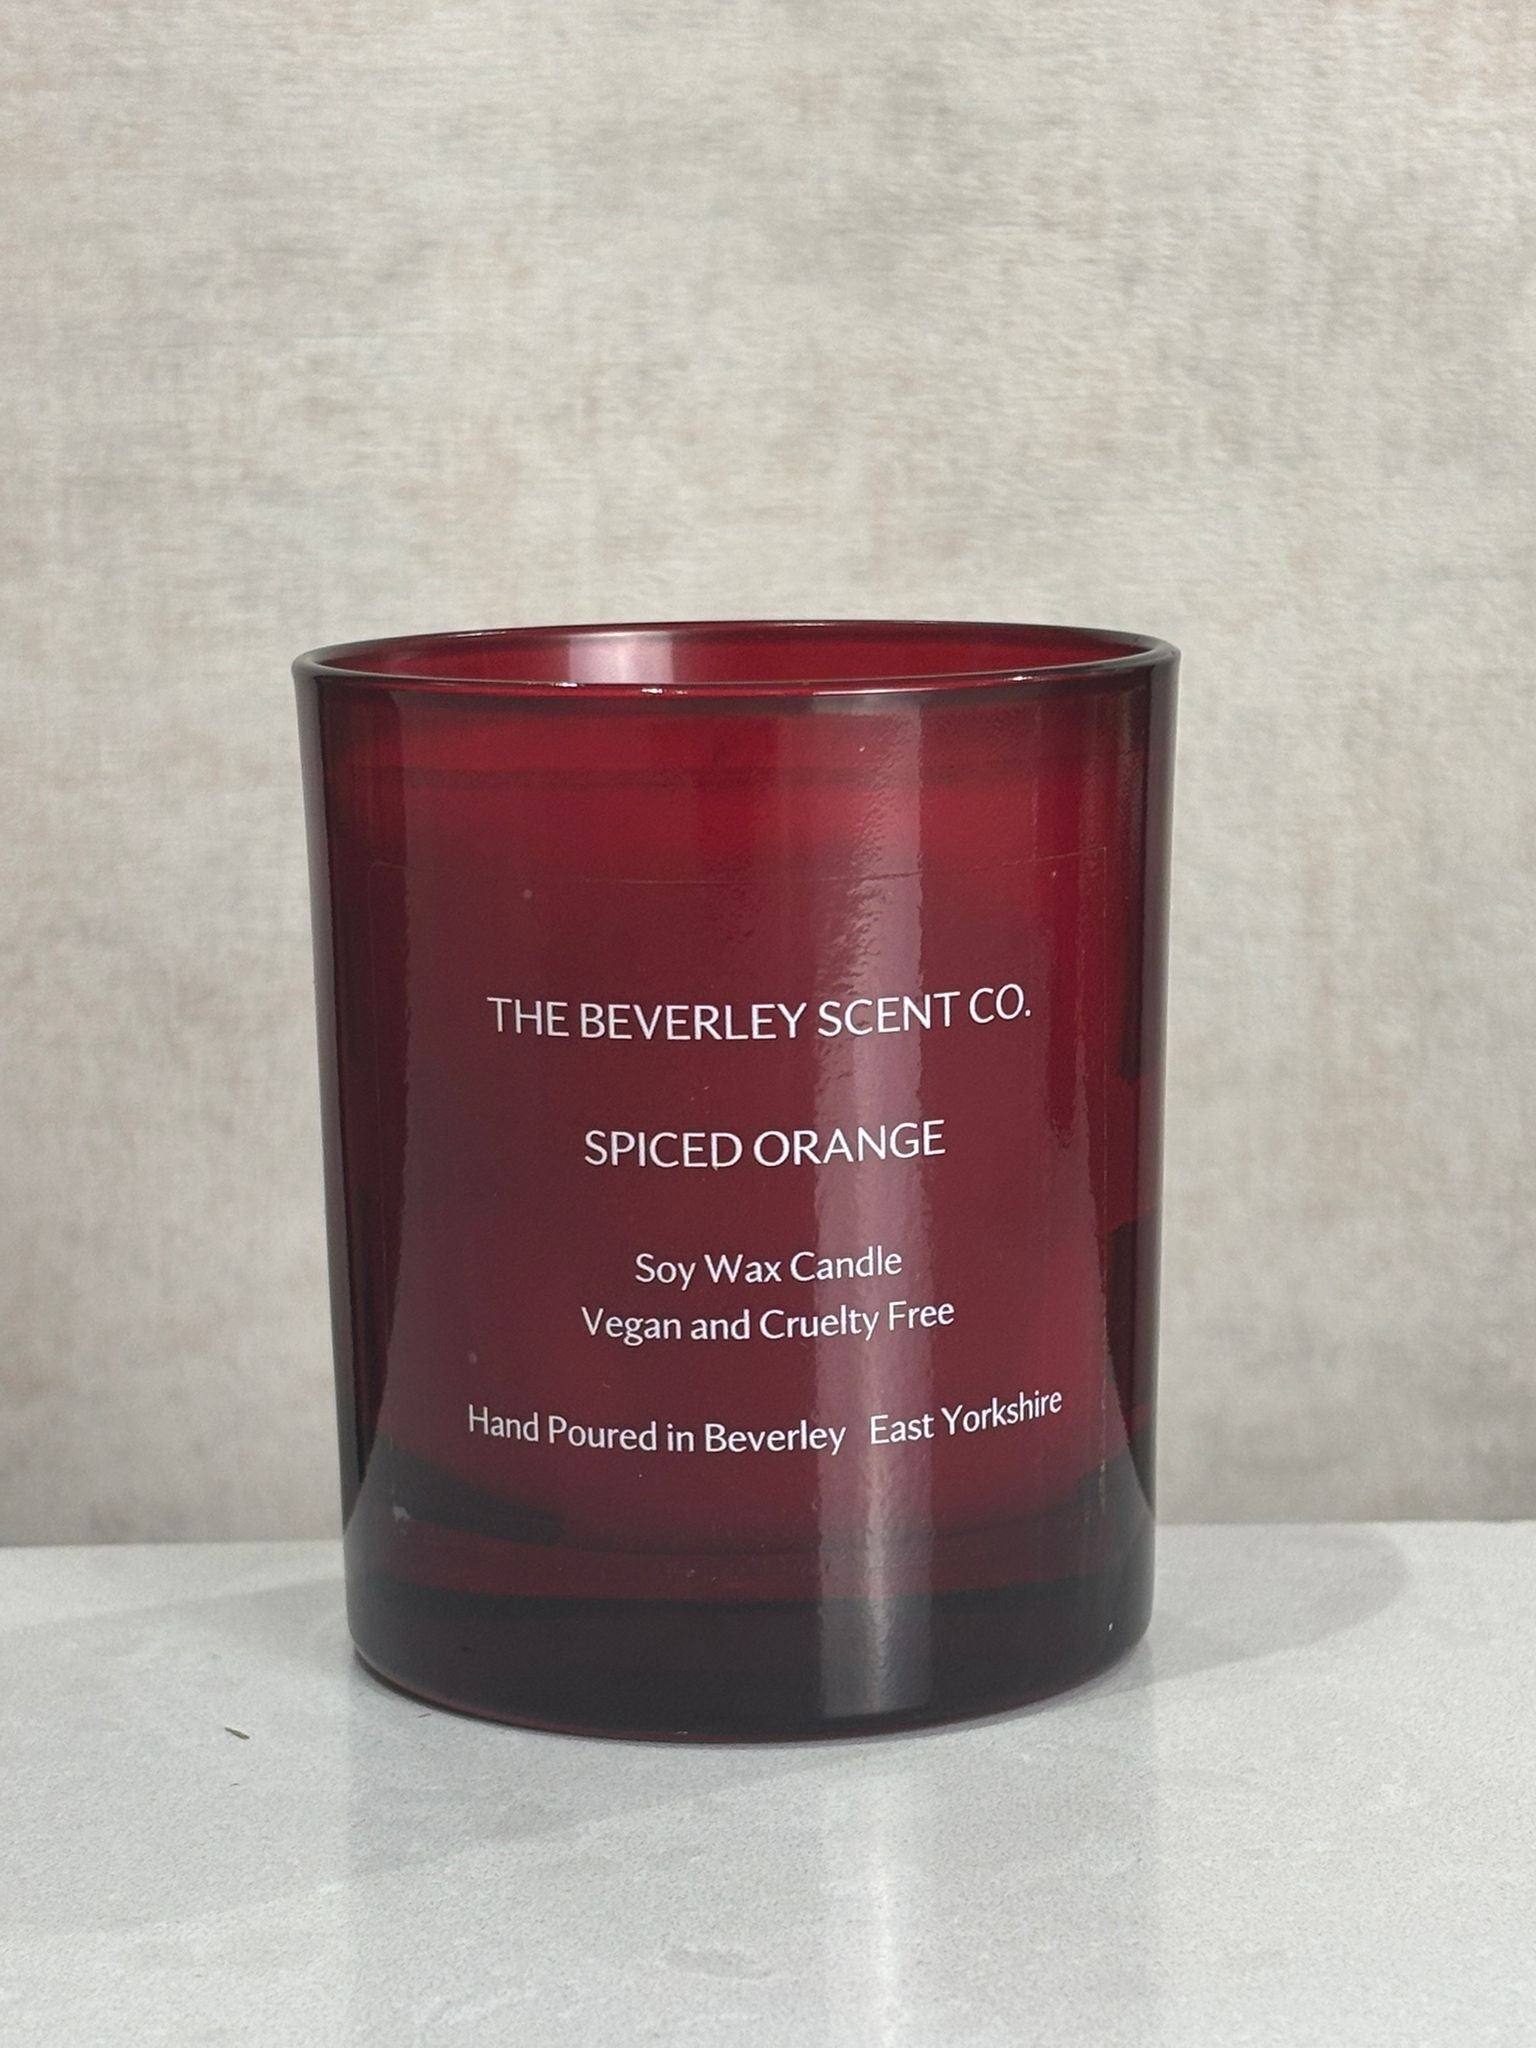 THE BEVERLEY SCENT CO.
SPICED ORANGE
Soy Wax Candle
Vegan and Cruelty Free
Hand Poured in Beverley East Yorkshire